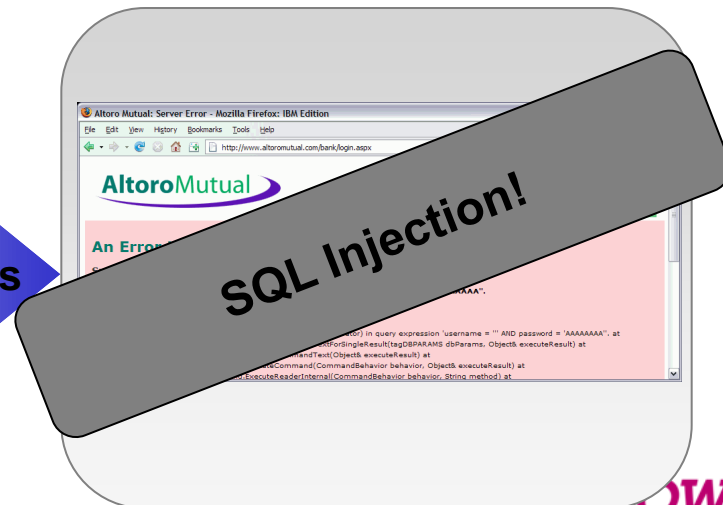 Altoro Mutual: Server Error - Mozilla Firefox: IBM Edition
File Edit View History Bookmarks Tools Help
http://www.altoromutual.com/bank/login.aspx
AltoroMutual
An Error
SQL Injection!
s
AAAA".
in query expression 'username = ''' AND password = 'AAAAAAAA''. at
ForSingleResult(tagDBPARAMS dbParams, Object& executeResult) at
Text(Object& executeResult) at
Command(CommandBehavior behavior, Object& executeResult) at
ExecuteReaderInternal(CommandBehavior behavior, String method) at
OW